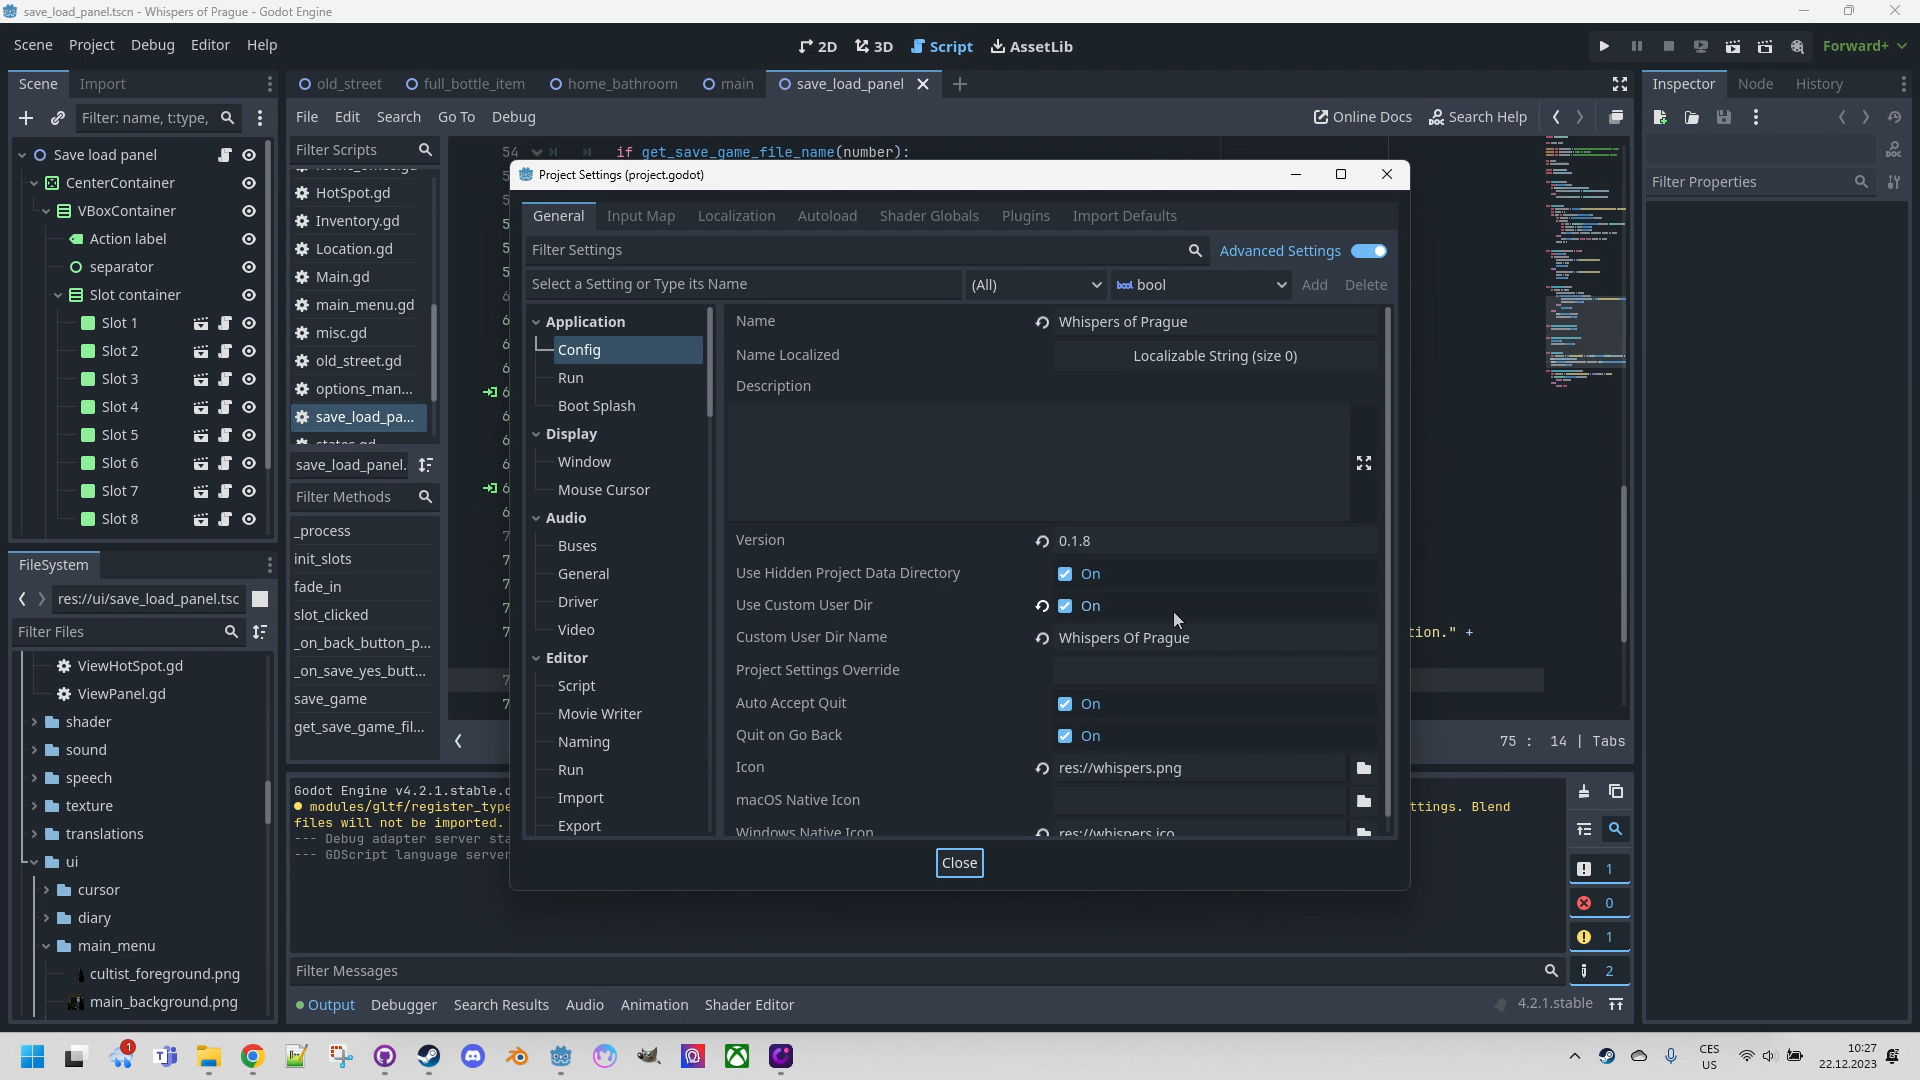 save_load_panel.tscn - Whispers of Prague - Godot Engine
Scene Project Debug Editor Help
2D 3D Script AssetLib
Forward+
Scene Import
Filter: name, t:type,
Save load panel
CenterContainer
VBoxContainer
Action label
separator
Slot container
Slot 1
Slot 2
Slot 3
Slot 4
Slot 5
Slot 6
Slot 7
Slot 8
FileSystem
res://ui/save_load_panel.tsc
Filter Files
ViewHotSpot.gd
ViewPanel.gd
shader
sound
speech
texture
translations
ui
cursor
diary
main_menu
cultist_foreground.png
main_background.png
old_street full_bottle_item home_bathroom main save_load_panel
File Edit Search Go To Debug
Online Docs Search Help
Filter Scripts
HotSpot.gd
Inventory.gd
Location.gd
Main.gd
main_menu.gd
misc.gd
old_street.gd
options_man...
save_load_pa...
save_load_panel.
Filter Methods
_process
init_slots
fade_in
slot_clicked
_on_back_button_p...
_on_save_yes_butt...
save_game
get_save_game_fil...
54 if get_save_game_file_name(number):
tion." +
75 : 14 | Tabs
Project Settings (project.godot)
General Input Map Localization Autoload Shader Globals Plugins Import Defaults
Filter Settings
Advanced Settings
Select a Setting or Type its Name (All) bool Add Delete
Application
Config
Run
Boot Splash
Display
Window
Mouse Cursor
Audio
Buses
General
Driver
Video
Editor
Script
Movie Writer
Naming
Run
Import
Export
Name Whispers of Prague
Name Localized Localizable String (size 0)
Description
Version 0.1.8
Use Hidden Project Data Directory On
Use Custom User Dir On
Custom User Dir Name Whispers Of Prague
Project Settings Override
Auto Accept Quit On
Quit on Go Back On
Icon res://whispers.png
macOS Native Icon
Windows Native Icon res://whispers.ico
Close
Godot Engine v4.2.1.stable.
modules/gltf/register_type
ttings. Blend
files will not be imported.
--- Debug adapter server sta
--- GDScript language server
Filter Messages
1
0
1
2
Output Debugger Search Results Audio Animation Shader Editor
4.2.1.stable
Inspector Node History
Filter Properties
1
CES
US
10:27
22.12.2023